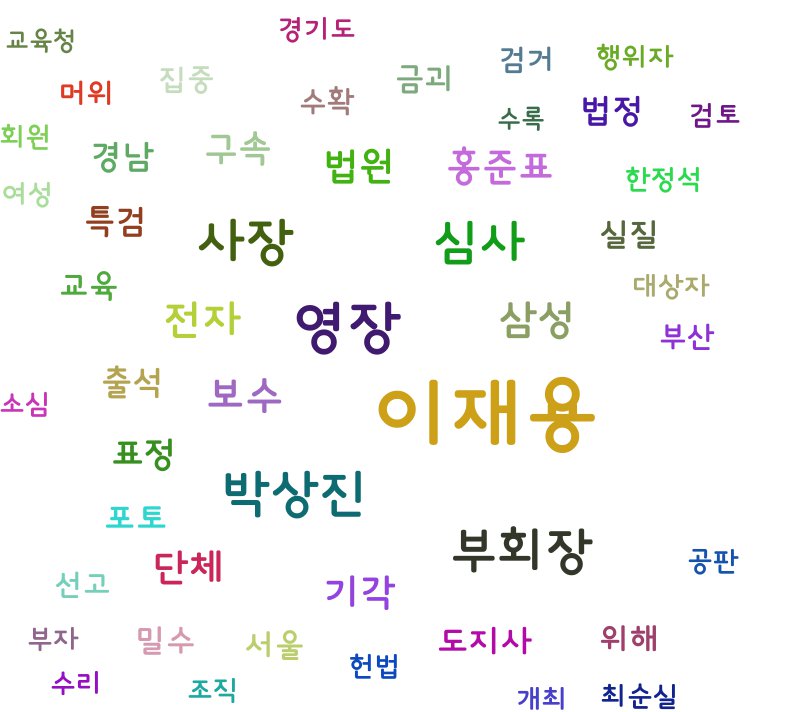 경기도
교육청
행위자
검거
금괴
집중
머위
수확
법정
검토
수록
회원
구속
경남
법원
홍준표
한정석
여성
특검
사장
심사
실질
교육
대상자
전자
영장
삼성
부산
출석
보수
소심
이재용
표정
박상진
포토
부회장
단체
공판
선고
기각
부자
밀수
서울
도지사
위해
헌법
수리
조직
개최
최순실